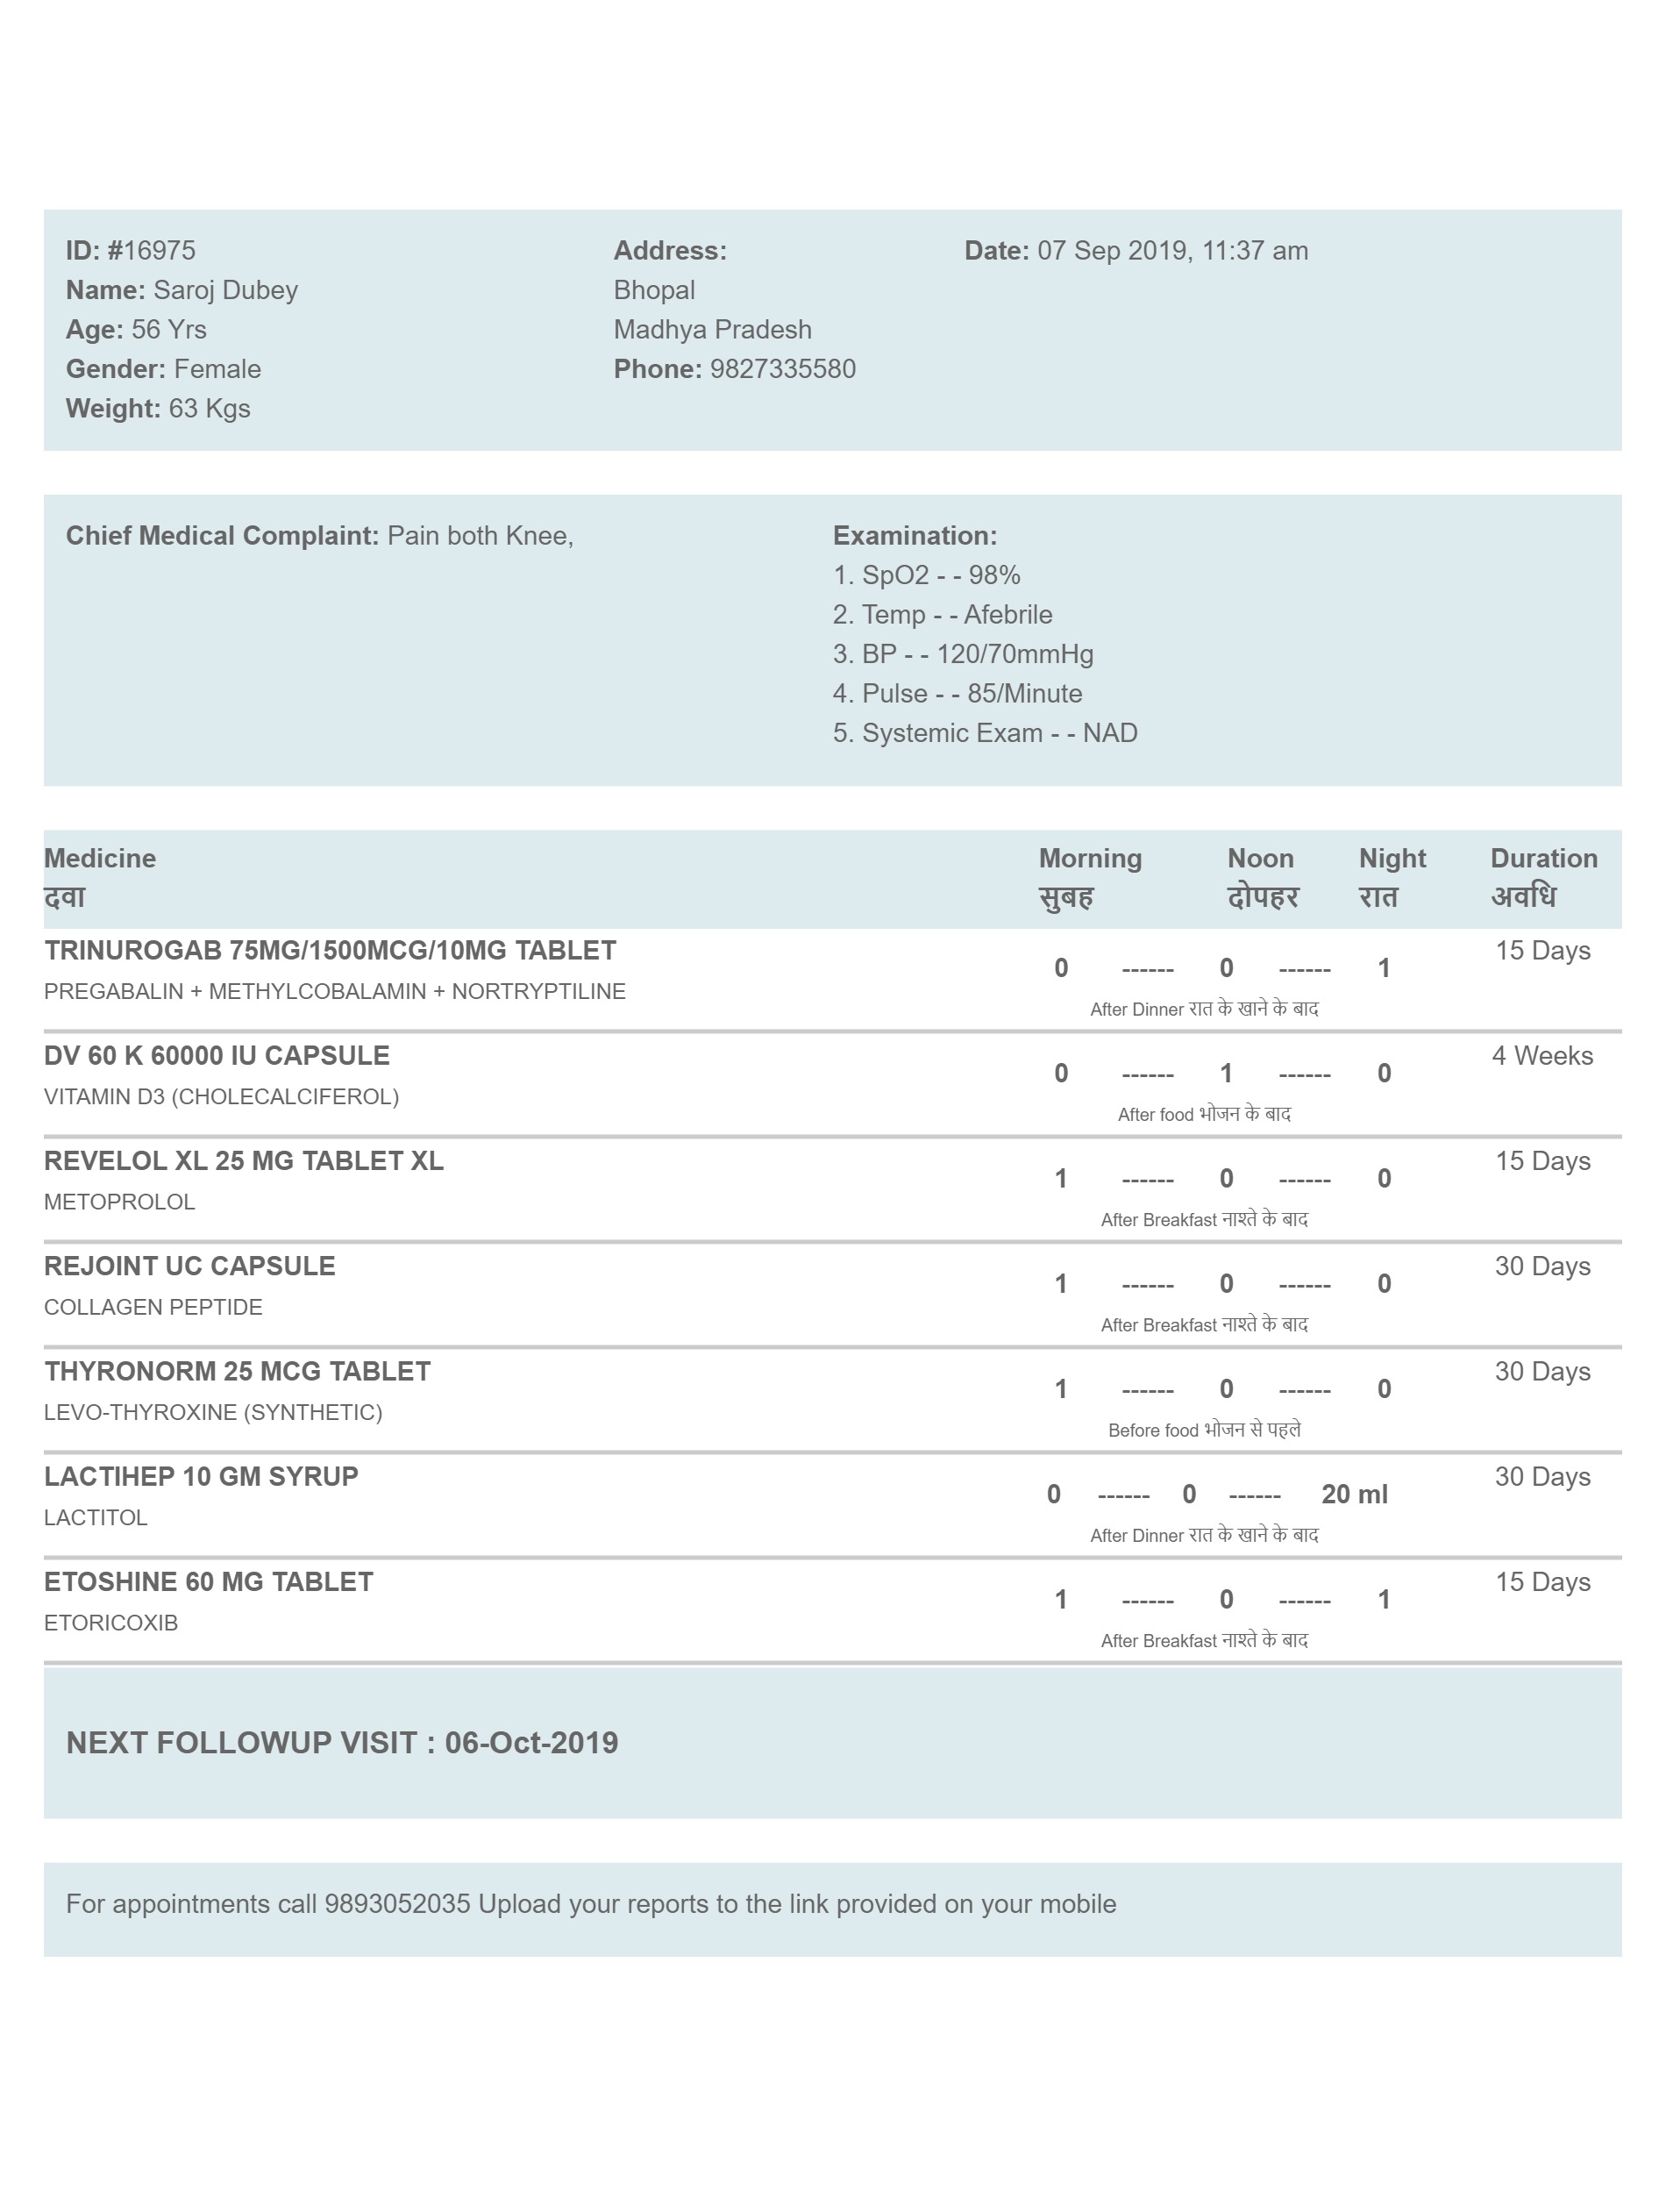 ID: #16975 Address: Date: 07 Sep 2019, 11:37 am
Name: Saroj Dubey Bhopal
Age: 56 Yrs Madhya Pradesh
Gender: Female Phone: 9827335580
Weight: 63 Kgs
Chief Medical Complaint: Pain both Knee, Examination:
1. SpO2 - - 98%
2. Temp - - Afebrile
3. BP - - 120/70mmHg
4. Pulse - - 85/Minute
5. Systemic Exam - - NAD
Medicine Morning Noon Night Duration
दवा सुबह दोपहर रात अवधि
TRINUROGAB 75MG/1500MCG/10MG TABLET 0 ------ 0 ------ 1 15 Days
PREGABALIN + METHYLCOBALAMIN + NORTRYPTILINE After Dinner रात के खाने के बाद
DV 60 K 60000 IU CAPSULE 0 ------ 1 ------ 0 4 Weeks
VITAMIN D3 (CHOLECALCIFEROL) After food भोजन के बाद
REVELOL XL 25 MG TABLET XL 1 ------ 0 ------ 0 15 Days
METOPROLOL After Breakfast नाश्ते के बाद
REJOINT UC CAPSULE 1 ------ 0 ------ 0 30 Days
COLLAGEN PEPTIDE After Breakfast नाश्ते के बाद
THYRONORM 25 MCG TABLET 1 ------ 0 ------ 0 30 Days
LEVO-THYROXINE (SYNTHETIC) Before food भोजन से पहले
LACTIHEP 10 GM SYRUP 0 ------ 0 ------ 20 ml 30 Days
LACTITOL After Dinner रात के खाने के बाद
ETOSHINE 60 MG TABLET 1 ------ 0 ------ 1 15 Days
ETORICOXIB After Breakfast नाश्ते के बाद
NEXT FOLLOWUP VISIT : 06-Oct-2019
For appointments call 9893052035 Upload your reports to the link provided on your mobile